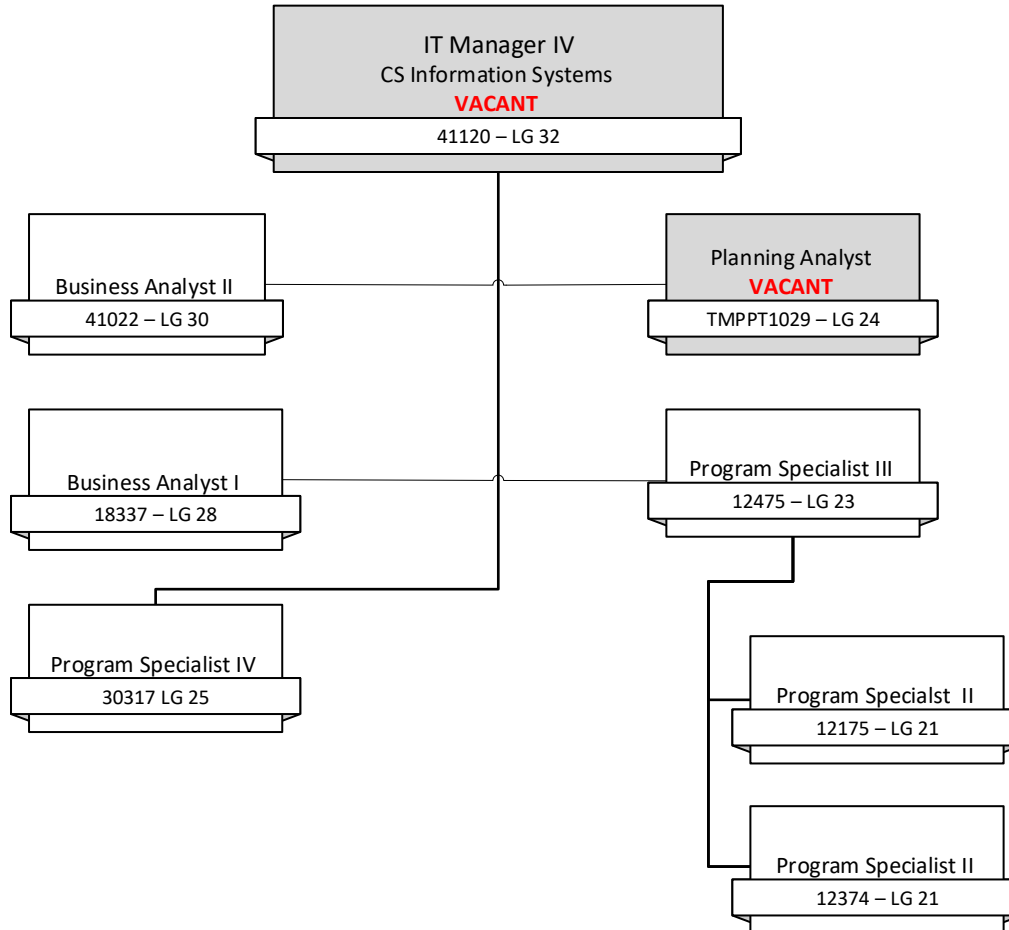 IT Manager IV
CS Information Systems
VACANT
41120 – LG 32
Business Analyst II
41022 – LG 30
Planning Analyst
VACANT
TMPPT1029 – LG 24
Business Analyst I
18337 – LG 28
Program Specialist III
12475 – LG 23
Program Specialist IV
30317 LG 25
Program Specialst  II
12175 – LG 21
Program Specialist II
12374 – LG 21